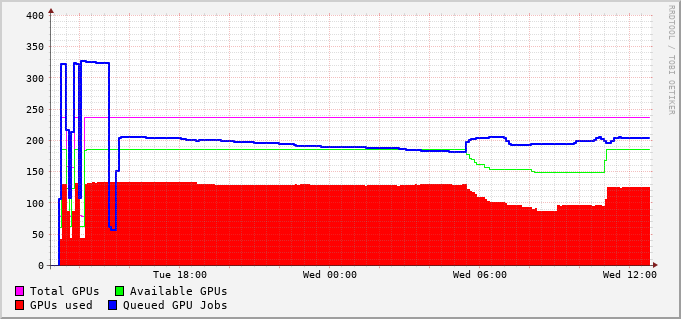 400
350
300
250
200
150
100
50
0
Tue 18:00 Wed 00:00 Wed 06:00 Wed 12:00
Total GPUs Available GPUs
GPUs used Queued GPU Jobs
RRDTOOL / TOBI OETIKER